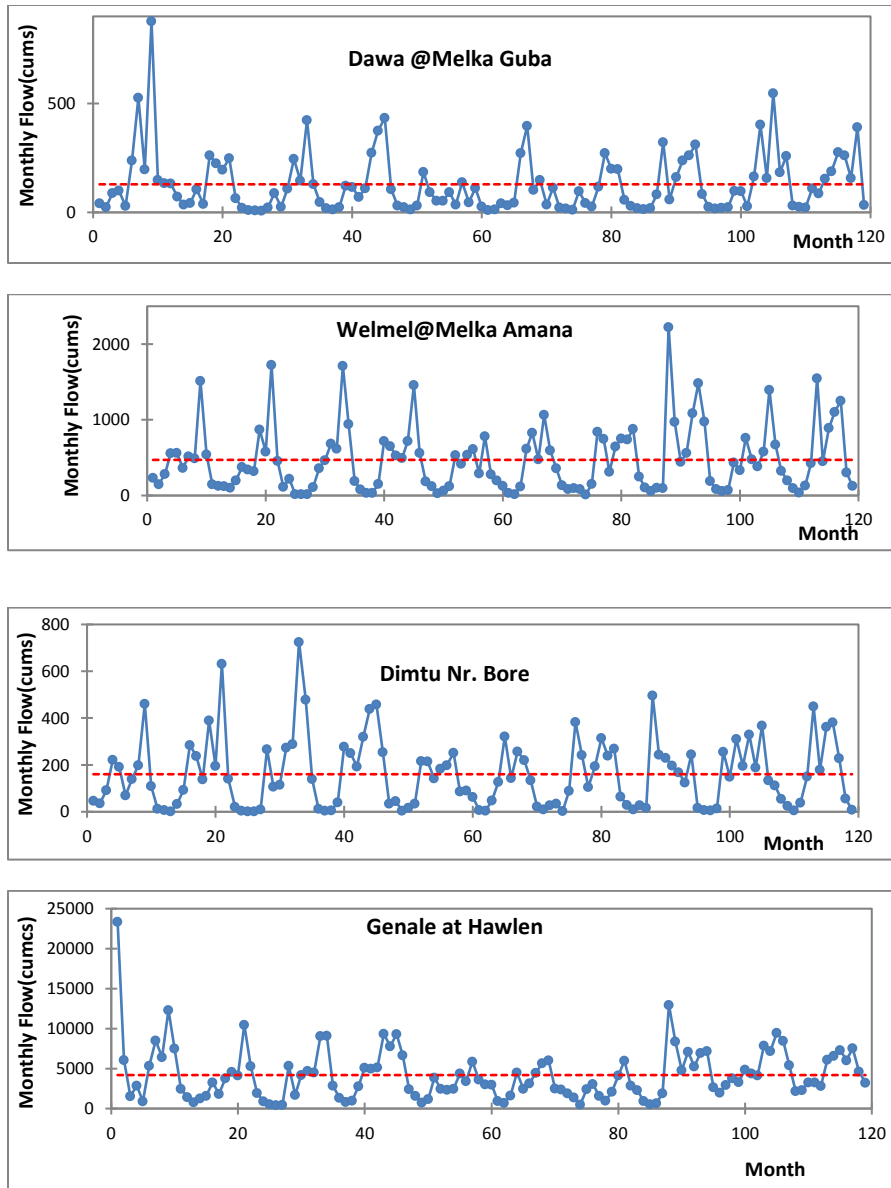 Dawa @Melka Guba
Monthly Flow(cums)
500
0
0 20 40 60 80 100 120
Month
Welmel@Melka Amana
Monthly Flow(cums)
2000
1000
0
0 20 40 60 80 100 120
Month
Dimtu Nr. Bore
Monthly Flow(cums)
800
600
400
200
0
0 20 40 60 80 100 120
Month
Genale at Hawlen
Monthly Flow(cumcs)
25000
20000
15000
10000
5000
0
0 20 40 60 80 100 120
Month